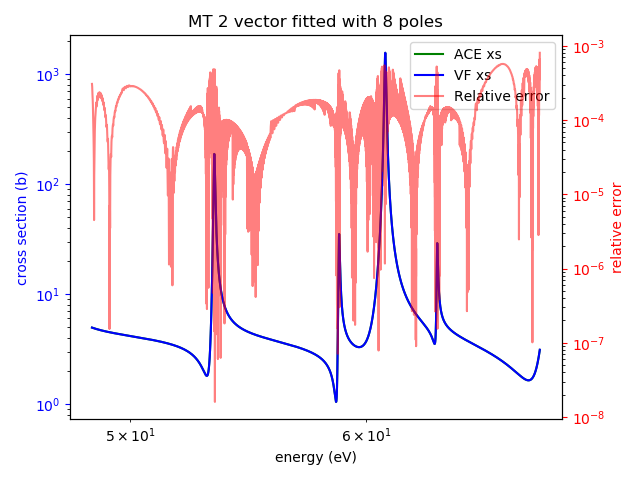 MT 2 vector fitted with 8 poles
ACE xs
VF xs
Relative error
10³
10²
10¹
10⁰
cross section (b)
10⁻³
10⁻⁴
10⁻⁵
10⁻⁶
10⁻⁷
10⁻⁸
relative error
5 × 10¹
6 × 10¹
energy (eV)